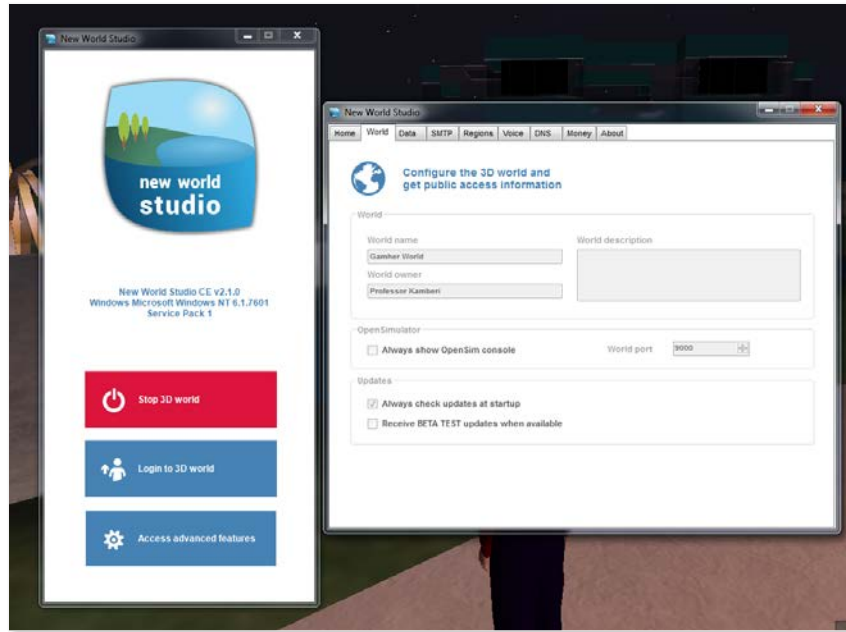 New World Studio
new world
studio
New World Studio CE v2.1.0
Windows Microsoft Windows NT 6.1.7601
Service Pack 1
Stop 3D world
Login to 3D world
Access advanced features
New World Studio
Home World Data SMTP Regions Voice DNS Money About
Configure the 3D world and
get public access information
World
World name
World description
Gamher World
World owner
Professor Kamberi
OpenSimulator
Always show OpenSim console
World port
9000
Updates
Always check updates at startup
Receive BETA TEST updates when available